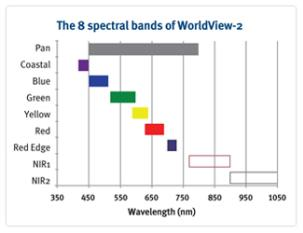 The 8 spectral bands of WorldView-2
Pan
Coastal
Blue
Green
Yellow
Red
Red Edge
NIR1
NIR2
350 450 550 650 750 850 950 1050
Wavelength (nm)